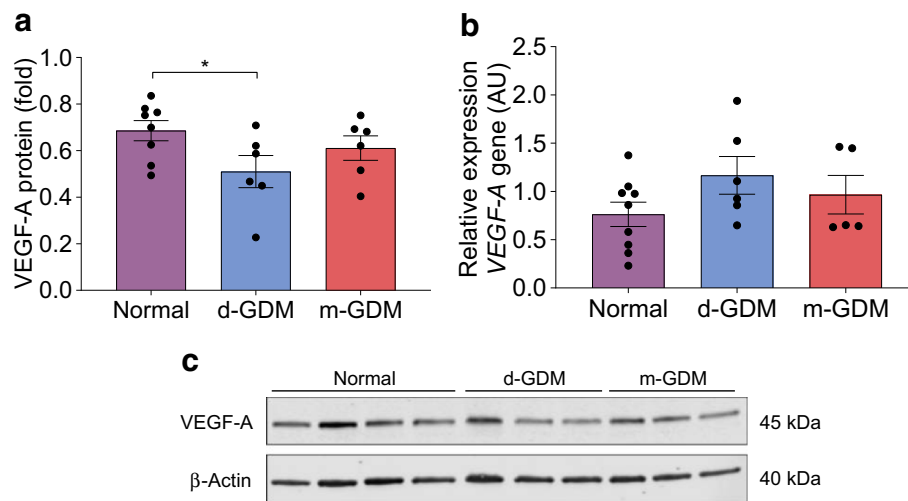 a
VEGF-A protein (fold)
1.0
0.8
0.6
0.4
0.2
0.0
*
Normal d-GDM m-GDM
b
Relative expression
VEGF-A gene (AU)
2.5
2.0
1.5
1.0
0.5
0.0
Normal d-GDM m-GDM
c
Normal d-GDM m-GDM
VEGF-A 45 kDa
β-Actin 40 kDa